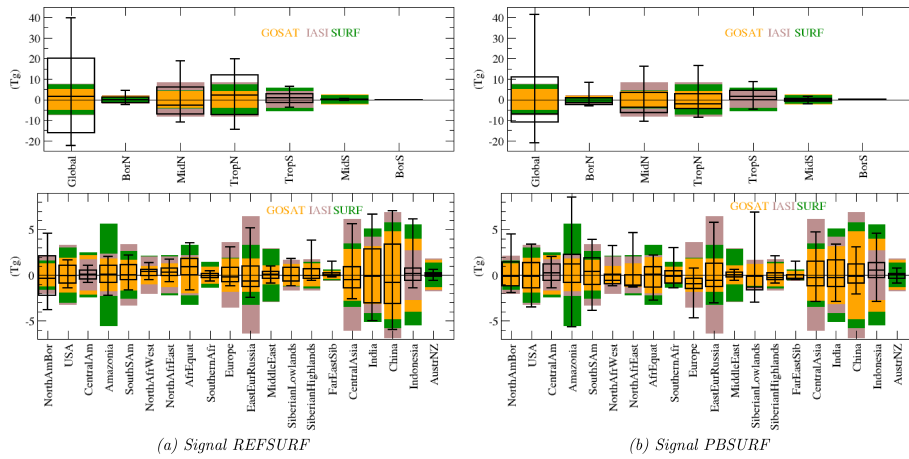 40
30
20
10
0
-10
-20
(Tg)
GOSAT IASI SURF
Global
BorN
MidN
TropN
TropS
MidS
BorS
5
0
-5
(Tg)
GOSAT IASI SURF
NorthAmBor
USA
CentralAm
Amazonia
SouthSAm
NorthAfrWest
NorthAfrEast
AfrEquat
SouthernAfr
Europe
EastEurRussia
MiddleEast
SiberianLowlands
SiberianHighlands
FarEastSib
CentralAsia
India
China
Indonesia
AustrNZ
(a) Signal REFSURF
40
30
20
10
0
-10
-20
(Tg)
GOSAT IASI SURF
Global
BorN
MidN
TropN
TropS
MidS
BorS
5
0
-5
(Tg)
GOSAT IASI SURF
NorthAmBor
USA
CentralAm
Amazonia
SouthSAm
NorthAfrWest
NorthAfrEast
AfrEquat
SouthernAfr
Europe
EastEurRussia
MiddleEast
SiberianLowlands
SiberianHighlands
FarEastSib
CentralAsia
India
China
Indonesia
AustrNZ
(b) Signal PBSURF